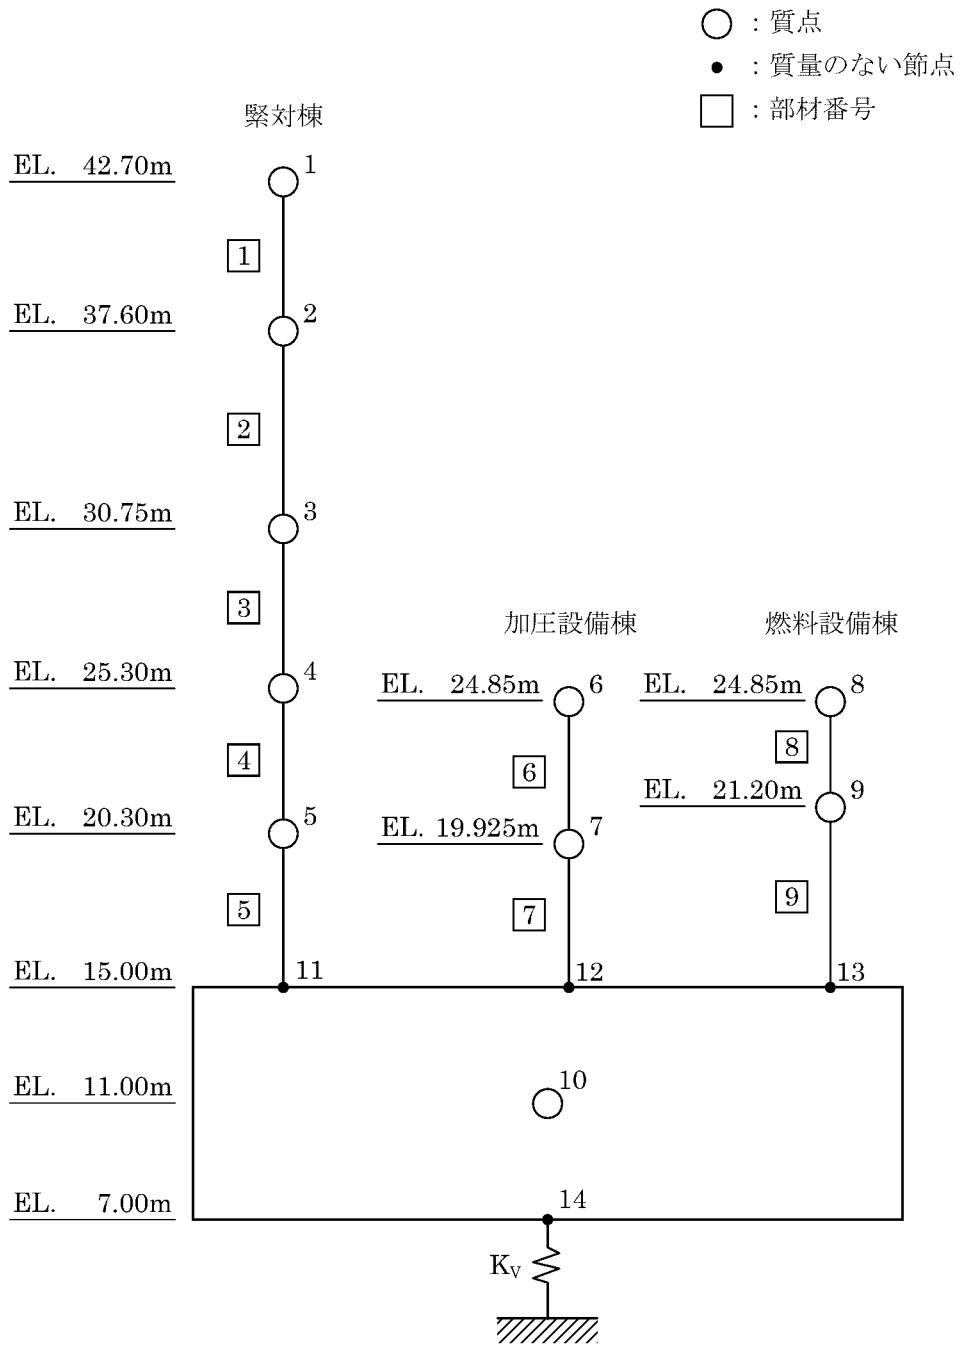 ：質点
：質量のない節点
：部材番号
緊対棟
EL. 42.70m
1
1
EL. 37.60m
2
2
EL. 30.75m
3
3
加圧設備棟
燃料設備棟
EL. 25.30m
4
EL. 24.85m
6
EL. 24.85m
8
4
6
8
EL. 21.20m
9
EL. 20.30m
5
EL. 19.925m
7
5
7
9
EL. 15.00m
11
12
13
EL. 11.00m
10
EL. 7.00m
14
KV